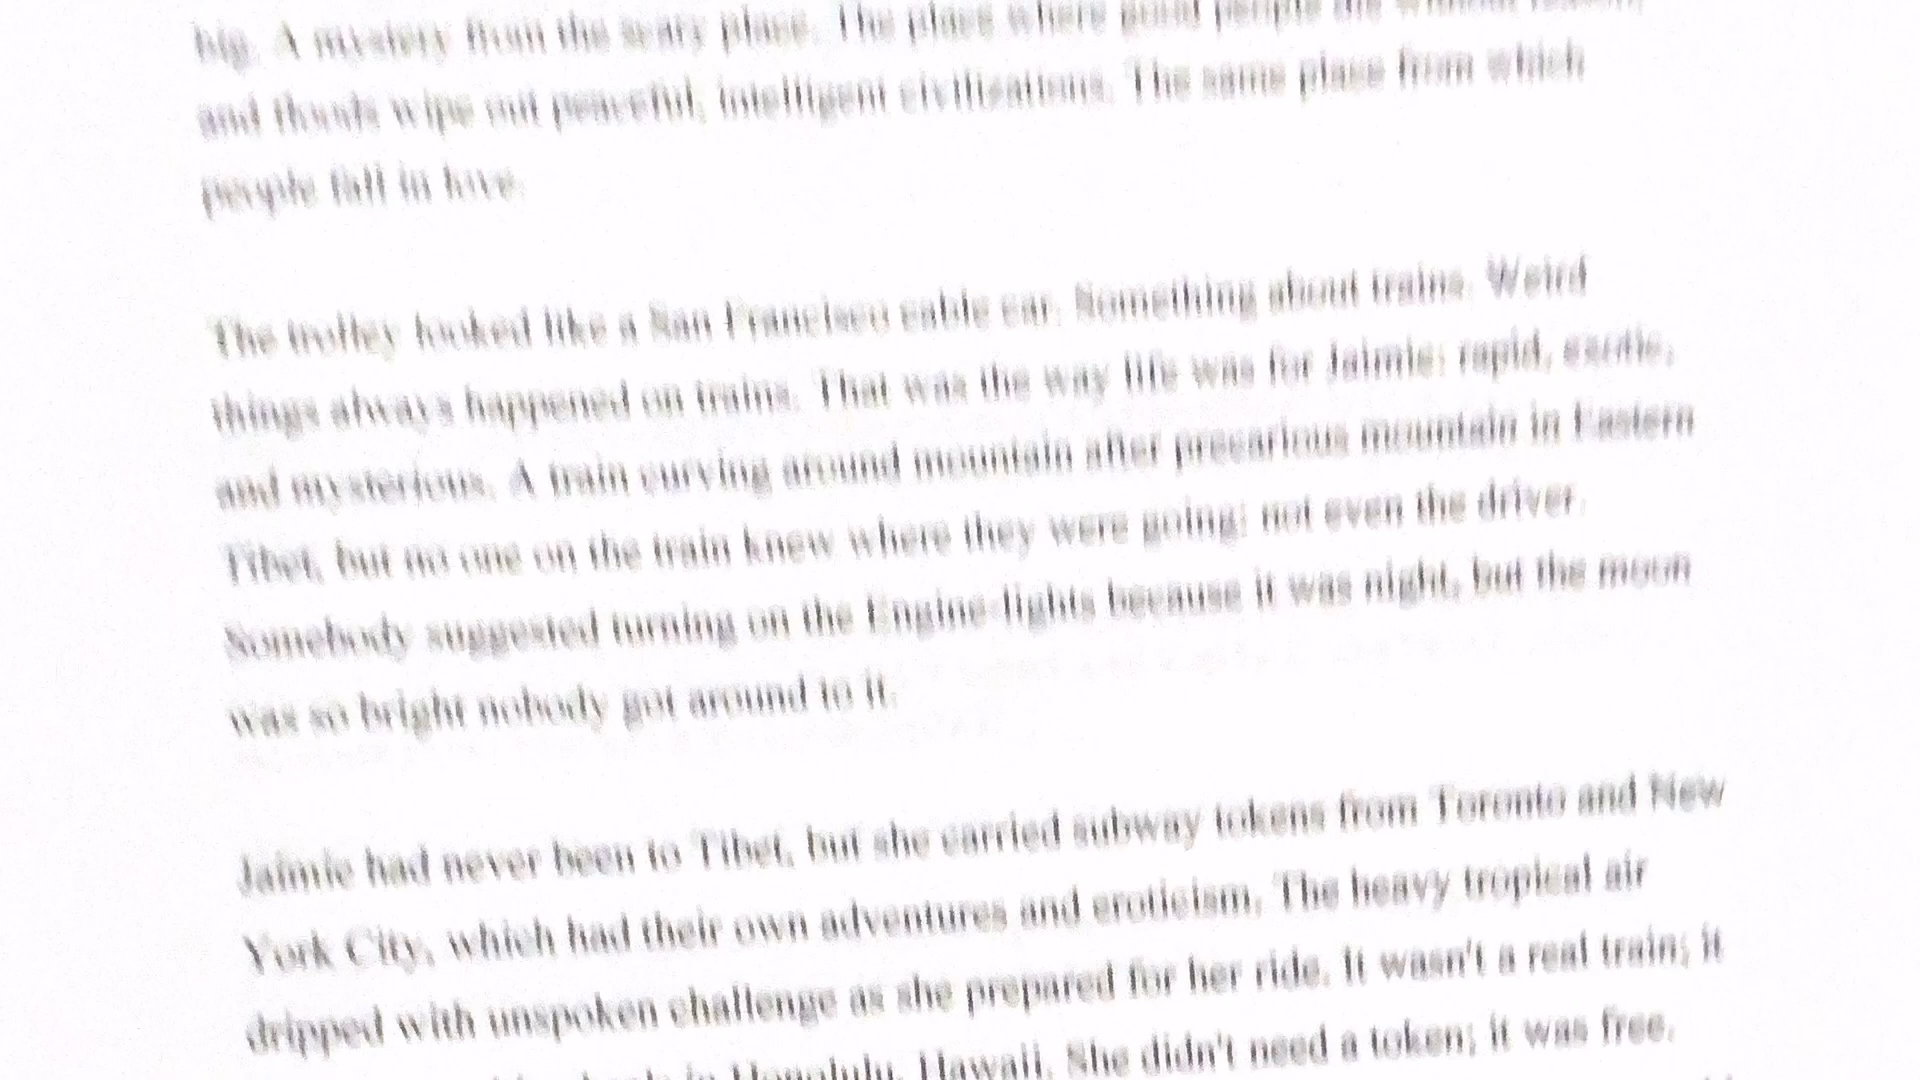 big. A mystery from the scary place. The place where good people die without reason,
and floods wipe out peaceful, intelligent civilizations. The same place from which
people fall in love.
The trolley looked like a San Francisco cable car. Something about trains. Weird
things always happened on trains. That was the way life was for Jaimie: rapid, exotic,
and mysterious. A train curving around mountain after precarious mountain in Eastern
Tibet, but no one on the train knew where they were going; not even the driver.
Somebody suggested turning on the Engine-lights because it was night, but the moon
was so bright nobody got around to it.
Jaimie had never been to Tibet, but she carried subway tokens from Toronto and New
York City, which had their own adventures and eroticism. The heavy tropical air
dripped with unspoken challenge as she prepared for her ride. It wasn't a real train; it
in Honolulu, Hawaii. She didn't need a token; it was free.